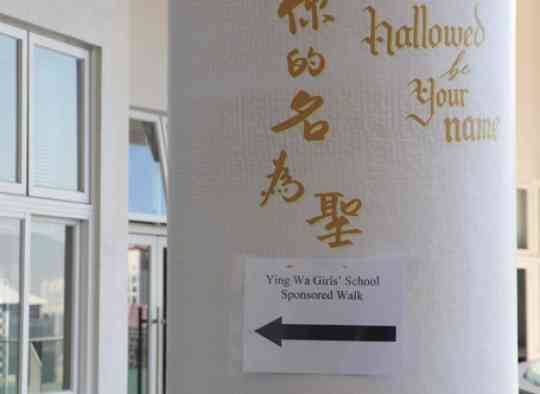 你的名為聖
Hallowed
be
Your
name
Ying Wa Girls' School
Sponsored Walk